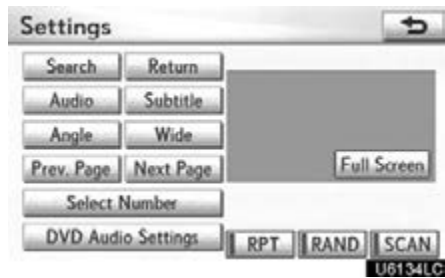 Settings
Search Return
Audio Subtitle
Angle Wide
Prev. Page Next Page Full Screen
Select Number
DVD Audio Settings RPT RAND SCAN
U6134LC